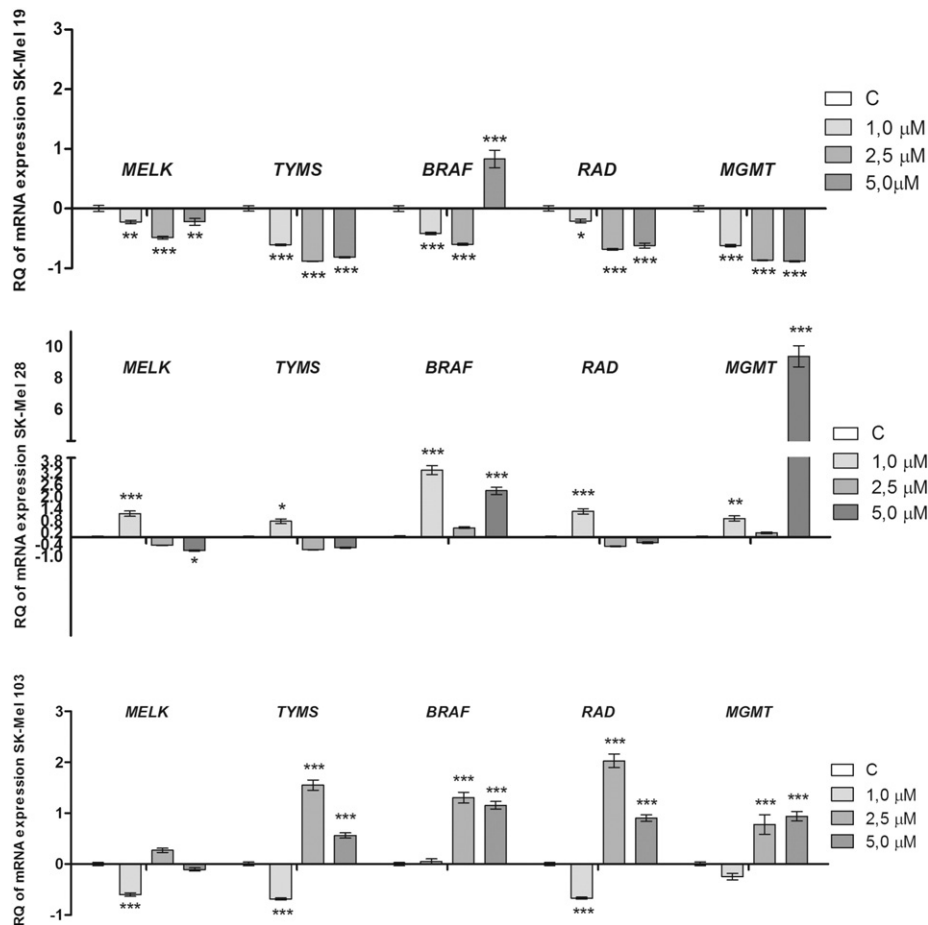 RQ of mRNA expression SK-Mel 19
3
2
1
0
-1
MELK
TYMS
BRAF
RAD
MGMT
** *** **
*** *** ***
*** *** ***
* *** ***
*** *** ***
C
1,0 µM
2,5 µM
5,0µM
RQ of mRNA expression SK-Mel 28
10
8
6
3.8
3.2
2.6
2.0
1.4
0.8
0.2
-0.4
-1.0
MELK
TYMS
BRAF
RAD
MGMT
*** *
*
*** ***
***
** ***
C
1,0 µM
2,5 µM
5,0 µM
RQ of mRNA expression SK-Mel 103
3
2
1
0
-1
MELK
TYMS
BRAF
RAD
MGMT
***
*** *** ***
*** ***
*** *** ***
*** ***
C
1,0 µM
2,5 µM
5,0 µM